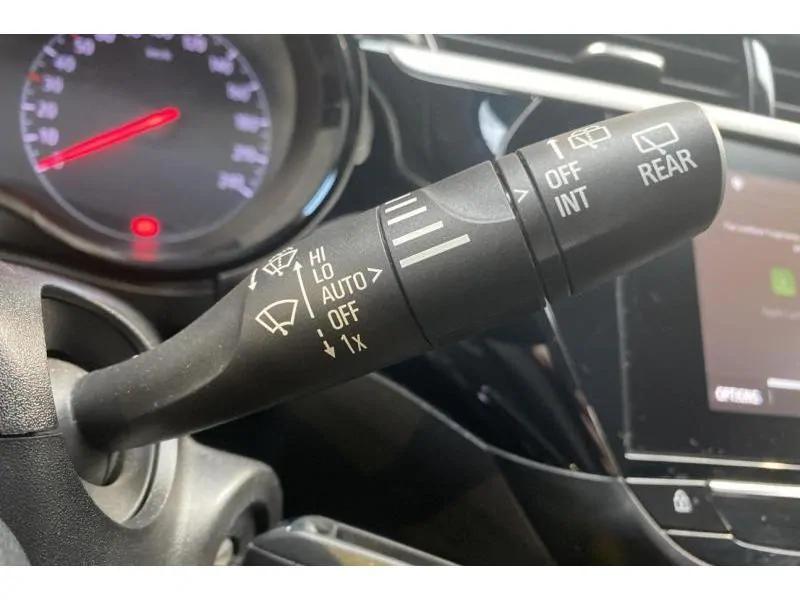 HI
LO
AUTO >
OFF
1x
>
OFF
INT
REAR
OPTIONS